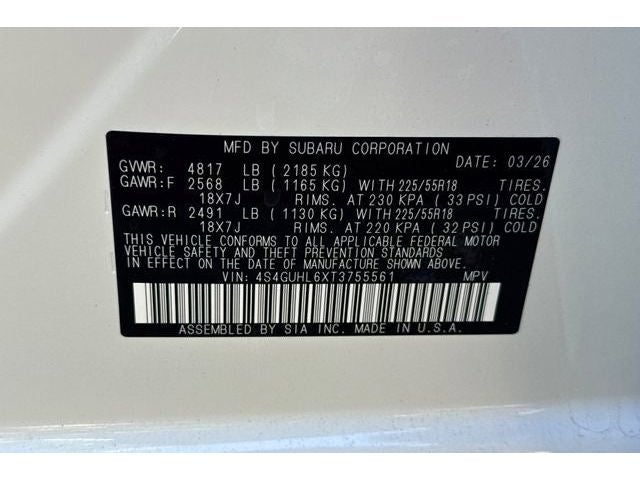 MFD BY SUBARU CORPORATION
GVWR: 4817 LB (2185 KG) DATE: 03/26
GAWR:F 2568 LB (1165 KG) WITH 225/55R18 TIRES.
18X7J RIMS. AT 230 KPA (33 PSI) COLD
GAWR:R 2491 LB (1130 KG) WITH 225/55R18 TIRES.
18X7J RIMS. AT 220 KPA (32 PSI) COLD
THIS VEHICLE CONFORMS TO ALL APPLICABLE FEDERAL MOTOR
VEHICLE SAFETY AND THEFT PREVENTION STANDARDS IN EFFECT
ON THE DATE OF MANUFACTURE SHOWN ABOVE.
VIN: 4S4GUHL6XT3755561 MPV
ASSEMBLED BY SIA INC. MADE IN U.S.A.